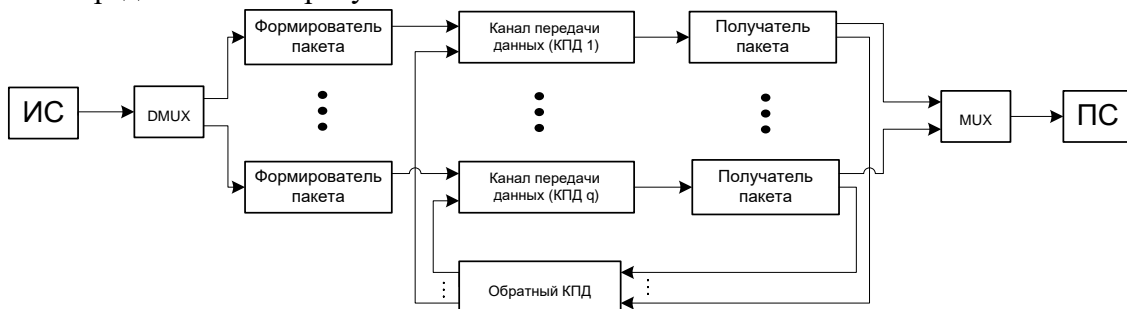 Формирователь
пакета
Канал передачи
данных (КПД 1)
Получатель
пакета
ИС
DMUX
MUX
ПС
Формирователь
пакета
Канал передачи
данных (КПД q)
Получатель
пакета
Обратный КПД